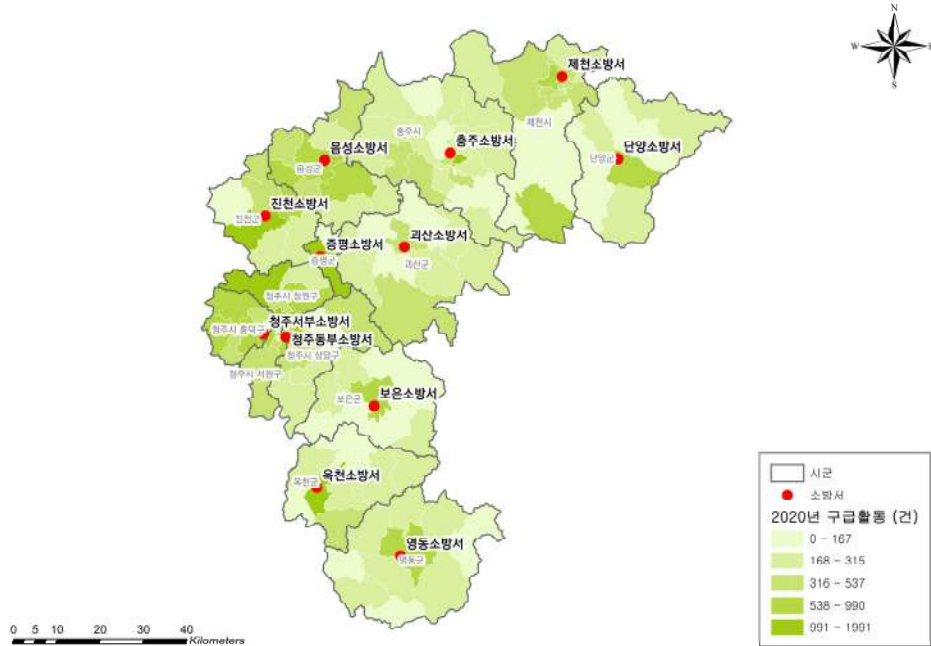 N
W
E
S
제천소방서
제천시
충주시
충주소방서
단양소방서
단양군
음성소방서
음성군
진천소방서
진천군
괴산소방서
괴산군
증평소방서
증평군
청주시 청원구
청주서부소방서
청주시 흥덕구
청주동부소방서
청주시 상당구
청주시 서원구
보은소방서
보은군
옥천소방서
옥천군
영동소방서
영동군
시군
소방서
2020년 구급활동 (건)
0 - 167
168 - 315
316 - 537
538 - 990
991 - 1991
0 5 10 20 30 40
Kilometers